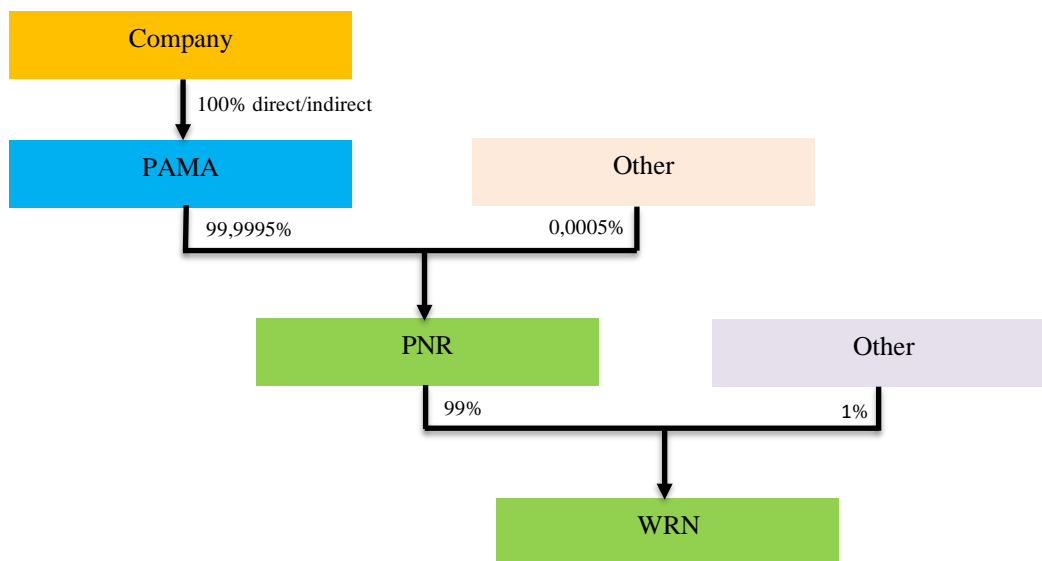 Company
100% direct/indirect
PAMA
Other
99,9995%
0,0005%
PNR
Other
99%
1%
WRN